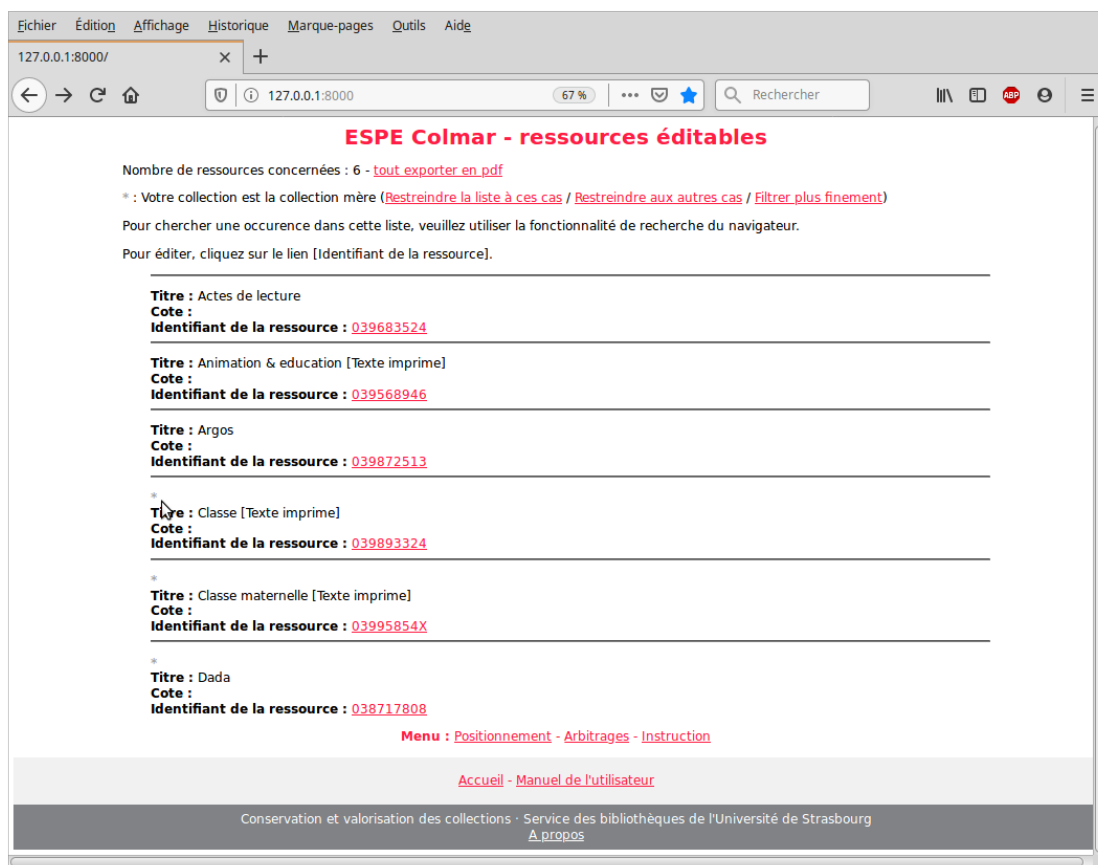 Fichier Édition Affichage Historique Marque-pages Outils Aide
127.0.0.1:8000/
127.0.0.1:8000 67 % Rechercher ABP
ESPE Colmar - ressources éditables
Nombre de ressources concernées : 6 - tout exporter en pdf
* : Votre collection est la collection mère (Restreindre la liste à ces cas / Restreindre aux autres cas / Filtrer plus finement)
Pour chercher une occurence dans cette liste, veuillez utiliser la fonctionnalité de recherche du navigateur.
Pour éditer, cliquez sur le lien [Identifiant de la ressource].
Titre : Actes de lecture
Cote :
Identifiant de la ressource : 039683524
Titre : Animation & education [Texte imprime]
Cote :
Identifiant de la ressource : 039568946
Titre : Argos
Cote :
Identifiant de la ressource : 039872513
*
Titre : Classe [Texte imprime]
Cote :
Identifiant de la ressource : 039893324
*
Titre : Classe maternelle [Texte imprime]
Cote :
Identifiant de la ressource : 03995854X
*
Titre : Dada
Cote :
Identifiant de la ressource : 038717808
Menu : Positionnement - Arbitrages - Instruction
Accueil - Manuel de l'utilisateur
Conservation et valorisation des collections · Service des bibliothèques de l'Université de Strasbourg
A propos